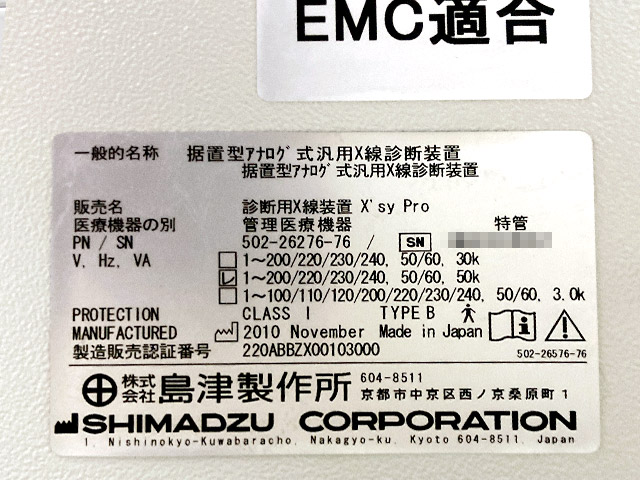 EMC適合
一般的名称 据置型アナログ式汎用X線診断装置
据置型アナログ式汎用X線診断装置
販売名 診断用X線装置 X'sy Pro
医療機器の別 管理医療機器 特管
PN / SN 502-26276-76 / SN
V, Hz, VA 1～200/220/230/240, 50/60, 30k
1～200/220/230/240, 50/60, 50k
1～100/110/120/200/220/230/240, 50/60, 3.0k
PROTECTION CLASS I TYPE B
MANUFACTURED 2010 November Made in Japan
製造販売認証番号 220ABBZX00103000
502-26576-76
株式会社 島津製作所 604-8511
京都市中京区西ノ京桑原町1
SHIMADZU CORPORATION
1, Nishinokyo-Kuwabaracho, Nakagyo-ku, Kyoto 604-8511, Japan